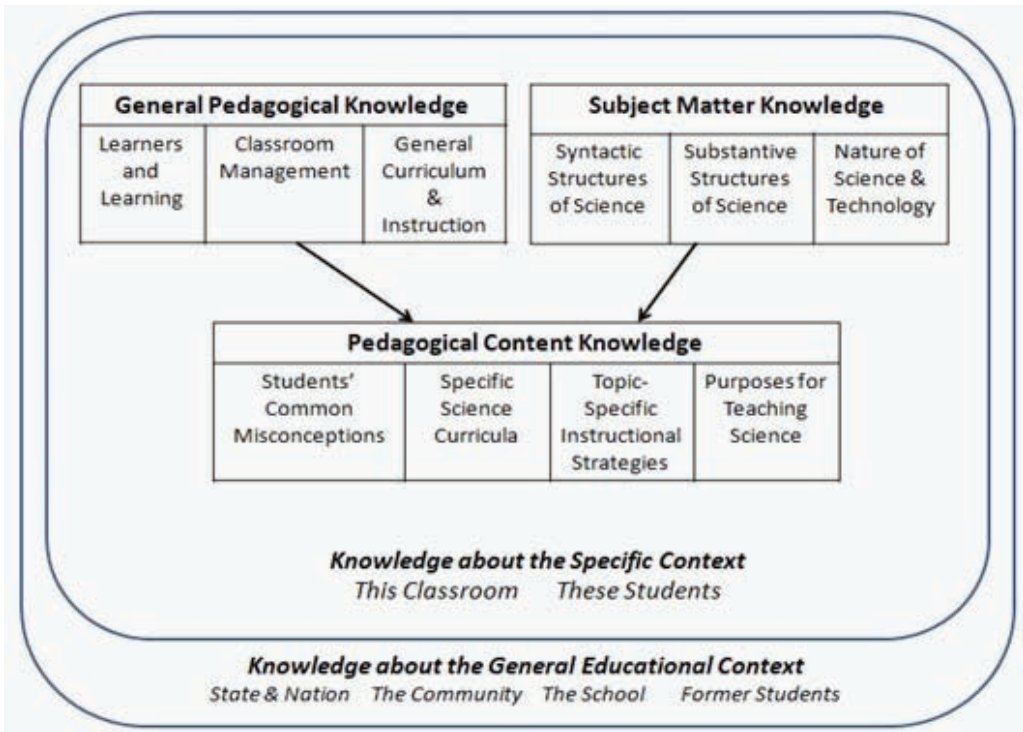 General Pedagogical Knowledge
Learners
and
Learning
Classroom
Management
General
Curriculum
&
Instruction
Subject Matter Knowledge
Syntactic
Structures
of Science
Substantive
Structures
of Science
Nature of
Science &
Technology
Pedagogical Content Knowledge
Students’
Common
Misconceptions
Specific
Science
Curricula
Topic-
Specific
Instructional
Strategies
Purposes for
Teaching
Science
Knowledge about the Specific Context
This Classroom These Students
Knowledge about the General Educational Context
State & Nation The Community The School Former Students